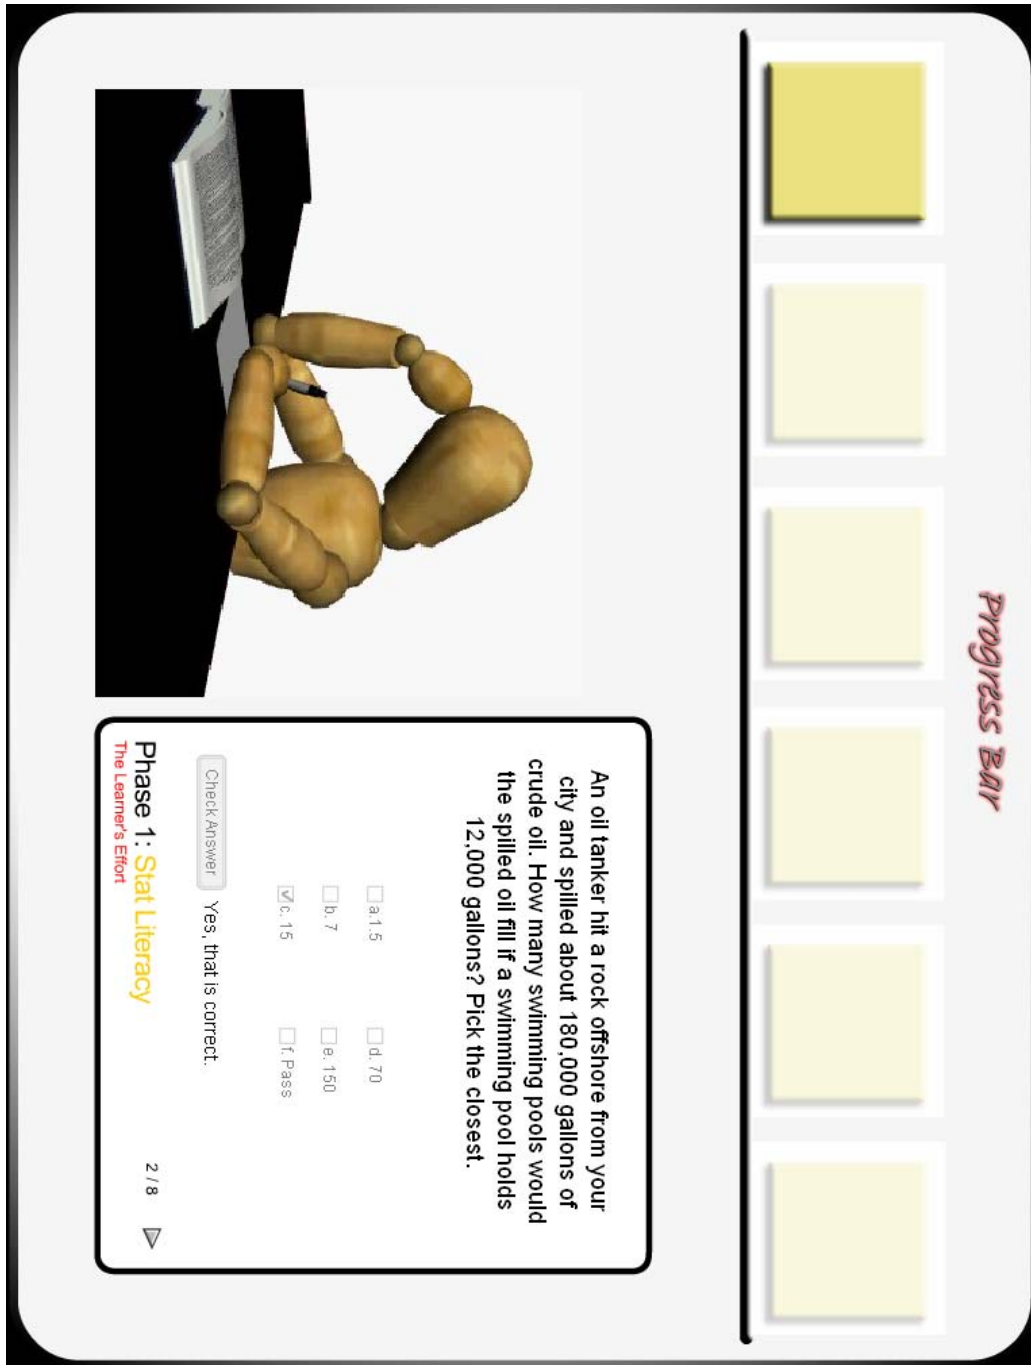 Progress Bar
An oil tanker hit a rock offshore from your
city and spilled about 180,000 gallons of
crude oil. How many swimming pools would
the spilled oil fill if a swimming pool holds
12,000 gallons? Pick the closest.
a.1.5
d. 70
b. 7
e. 150
c. 15
f. Pass
Check Answer Yes, that is correct.
Phase 1: Stat Literacy
The Learner's Effort
2 / 8